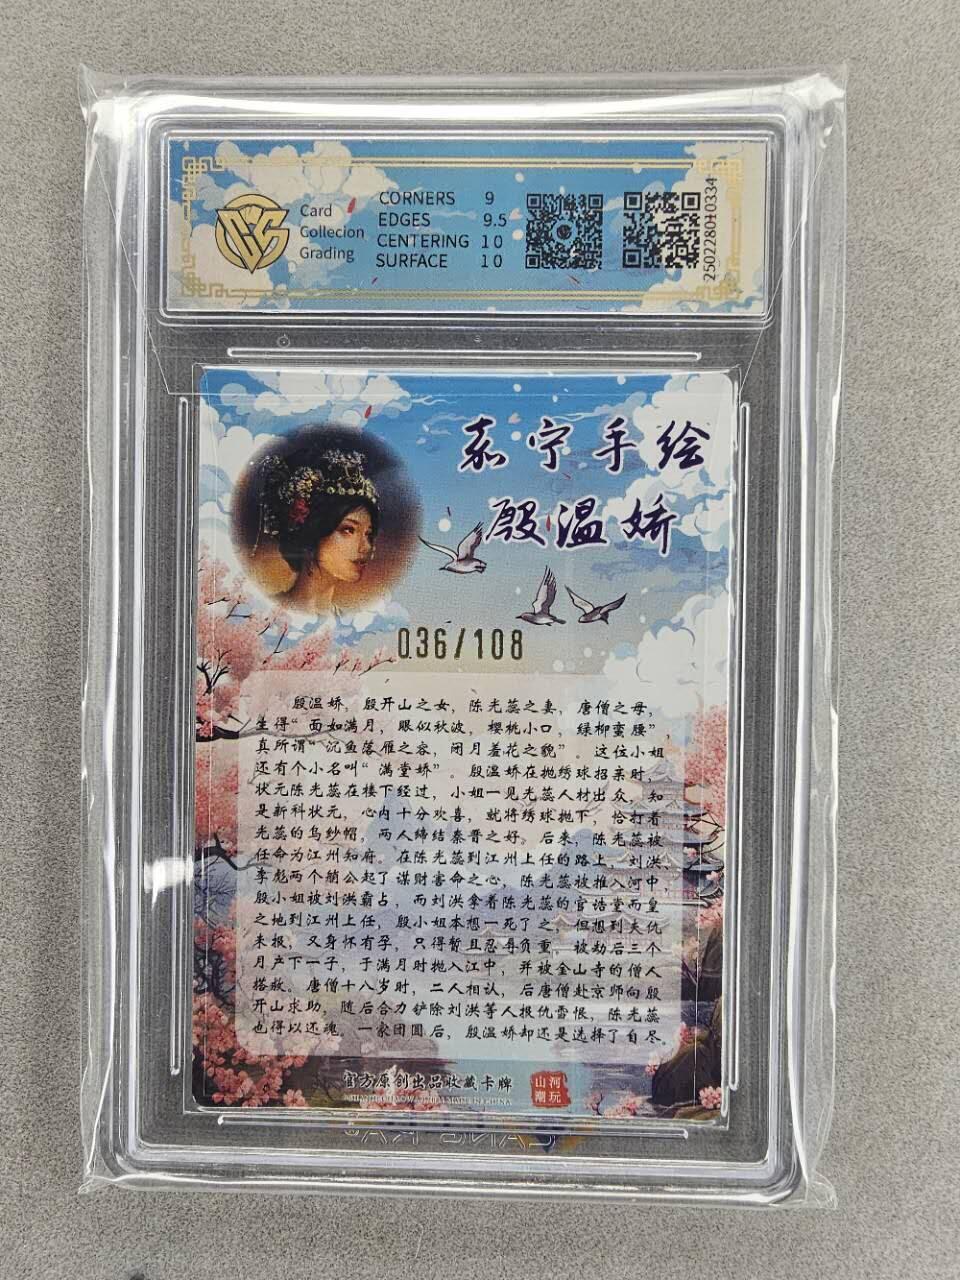 Card
Collecion
Grading
CORNERS 9
EDGES 9.5
CENTERING 10
SURFACE 10
250228010334
嘉宁手绘
殷温娇
036/108
殷温娇，殷开山之女，陈光蕊之妻，唐僧之母，
生得“面如满月，眼似秋波，樱桃小口，绿柳蛮腰”，
真所谓“沉鱼落雁之容，闭月羞花之貌”。这位小姐
还有个小名叫“满堂娇”。殷温娇在抛绣球招亲时，
状元陈光蕊在楼下经过，小姐一见光蕊人材出众，知
是新科状元，心内十分欢喜，就将绣球抛下，恰打着
光蕊的乌纱帽，两人缔结秦晋之好。后来，陈光蕊被
任命为江州知府。在陈光蕊到江州上任的路上，刘洪、
李彪两个艄公起了谋财害命之心，陈光蕊被推入河中，
殷小姐被刘洪霸占，而刘洪拿着陈光蕊的官诰堂而皇
之地到江州上任，殷小姐本想一死了之，但想到夫仇
未报，又身怀有孕，只得暂且忍辱负重，被劫后三个
月产下一子，于满月时抛入江中，并被金山寺的僧人
搭救。唐僧十八岁时，二人相认，后唐僧赴京师向殷
开山求助，随后合力铲除刘洪等人报仇雪恨，陈光蕊
也得以还魂。一家团圆后，殷温娇却还是选择了自尽。
官方原创出品收藏卡牌
山河
潮玩